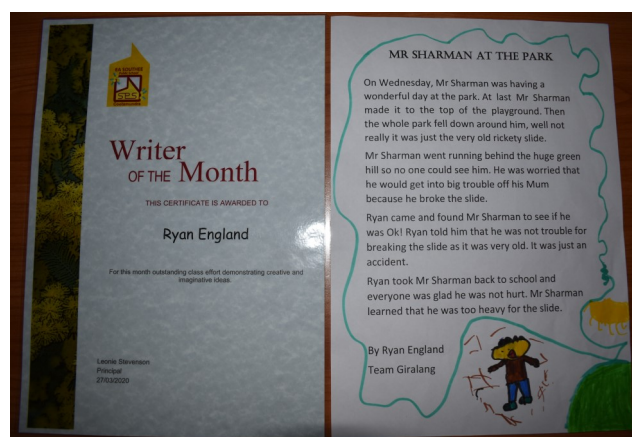 SPS
Writer
OF THE Month
THIS CERTIFICATE IS AWARDED TO
Ryan England
For this month outstanding class effort demonstrating creative and
imaginative ideas.
Leonie Stevenson
Principal
27/03/2020
MR SHARMAN AT THE PARK
On Wednesday, Mr Sharman was having a
wonderful day at the park. At last Mr Sharman
made it to the top of the playground. Then
the whole park fell down around him, well not
really it was just the very old rickety slide.
Mr Sharman went running behind the huge green
hill so no one could see him. He was worried that
he would get into big trouble off his Mum
because he broke the slide.
Ryan came and found Mr Sharman to see if he
was Ok! Ryan told him that he was not trouble for
breaking the slide as it was very old. It was just an
accident.
Ryan took Mr Sharman back to school and
everyone was glad he was not hurt. Mr Sharman
learned that he was too heavy for the slide.
By Ryan England
Team Giralang